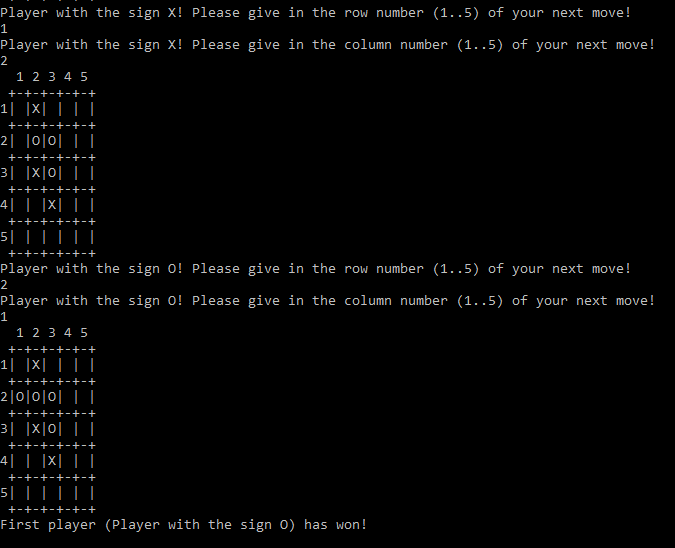 Player with the sign X! Please give in the row number (1..5) of your next move!
1
Player with the sign X! Please give in the column number (1..5) of your next move!
2
  1 2 3 4 5
 +-+-+-+-+-+
1| |X| | | |
 +-+-+-+-+-+
2| |O|O| | |
 +-+-+-+-+-+
3| |X|O| | |
 +-+-+-+-+-+
4| | |X| | |
 +-+-+-+-+-+
5| | | | | |
 +-+-+-+-+-+
Player with the sign O! Please give in the row number (1..5) of your next move!
2
Player with the sign O! Please give in the column number (1..5) of your next move!
1
  1 2 3 4 5
 +-+-+-+-+-+
1| |X| | | |
 +-+-+-+-+-+
2|O|O|O| | |
 +-+-+-+-+-+
3| |X|O| | |
 +-+-+-+-+-+
4| | |X| | |
 +-+-+-+-+-+
5| | | | | |
 +-+-+-+-+-+
First player (Player with the sign O) has won!